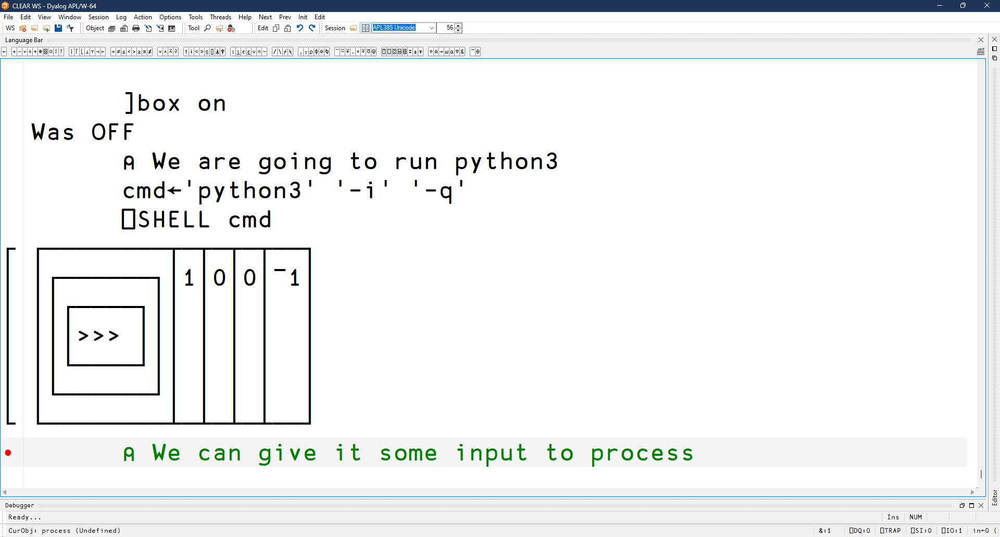 CLEAR WS - Dyalog APL/W-64
File Edit View Window Session Log Action Options Tools Threads Help Next Prev Init Edit
WS Object Tool Edit Session APL385 Unicode 56
Language Bar
← + - × ÷ * ⍟ ⌹ ○ ! ? | ⌈ ⌊ ⊥ ⊤ ⊣ ⊢ = ≠ ≤ < > ≥ ≡ ≢ ∨ ∧ ⍲ ⍱ ↑ ↓ ⊂ ⊃ ⊆ ⌷ ⍋ ⍒ ⍳ ⍸ ∊ ⍷ ∪ ∩ ~ / \ ⌿ ⍀ , ⍪ ⍴ ⌽ ⊖ ⍉ ¨ ⍨ ⍣ . ∘ ⍤ ⍥ @ ⍞ ⎕ ⍠ ⌸ ⌺ ⌶ ⍎ ⍕ ⋄ ⍝ → ⍵ ⍺ ∇ & ¯ ⍬
]box on
Was OFF
⍝ We are going to run python3
cmd←'python3' '-i' '-q'
⎕SHELL cmd
1 0 0 ¯1
>>>
⍝ We can give it some input to process
Editor
Debugger
Ready...
Ins NUM
CurObj: process (Undefined)
&:1 ⎕DQ:0 ⎕TRAP ⎕SI:0 ⎕IO:1 in←0 (